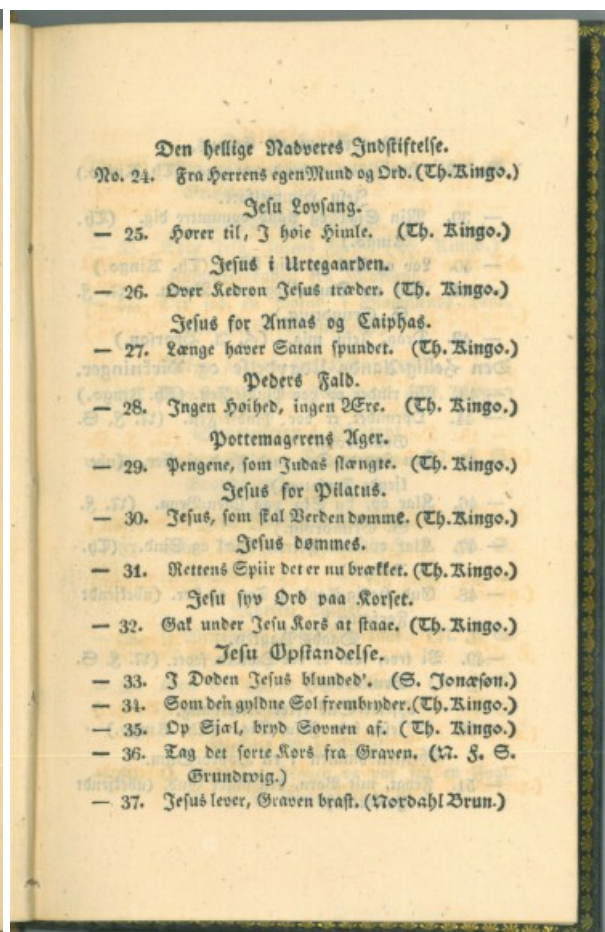 Den hellige Nadveres Indstiftelse.
No. 24. Fra Herrens egen Mund og Ord. (Th. Kingo.)
Jesu Lovsang.
— 25. Hører til, I høie Himle. (Th. Kingo.)
Jesus i Urtegaarden.
— 26. Over Kedron Jesus træder. (Th. Kingo.)
Jesus for Annas og Caiphas.
— 27. Længe haver Satan spundet. (Th. Kingo.)
Peders Fald.
— 28. Ingen Høihed, ingen Ære. (Th. Kingo.)
Pottemagerens Ager.
— 29. Pengene, som Judas slængte. (Th. Kingo.)
Jesus for Pilatus.
— 30. Jesus, som skal Verden dømme. (Th. Kingo.)
Jesus dømmes.
— 31. Rettens Spiir det er nu brækket. (Th. Kingo.)
Jesu syv Ord paa Korset.
— 32. Gak under Jesu Kors at staae. (Th. Kingo.)
Jesu Opstandelse.
— 33. I Døden Jesus blunded'. (S. Jonæsøn.)
— 34. Som den gyldne Sol frembryder. (Th. Kingo.)
— 35. Op Sjæl, bryd Søvnen af. (Th. Kingo.)
— 36. Tag det sorte Kors fra Graven. (N. F. S.
Grundtvig.)
— 37. Jesus lever, Graven brast. (Nordahl Brun.)